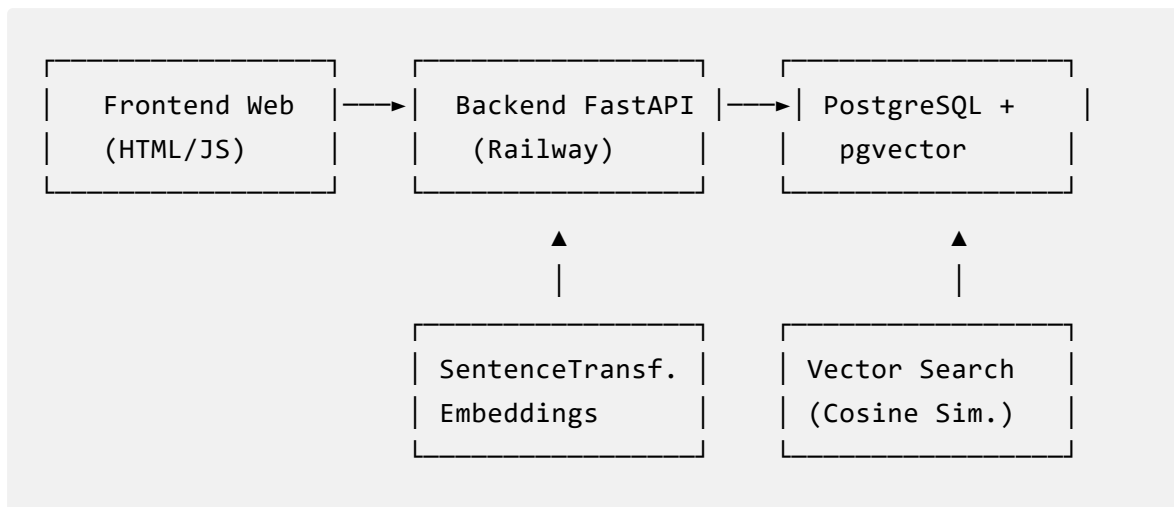 Frontend Web
(HTML/JS)
Backend FastAPI
(Railway)
PostgreSQL +
pgvector
SentenceTransf.
Embeddings
Vector Search
(Cosine Sim.)